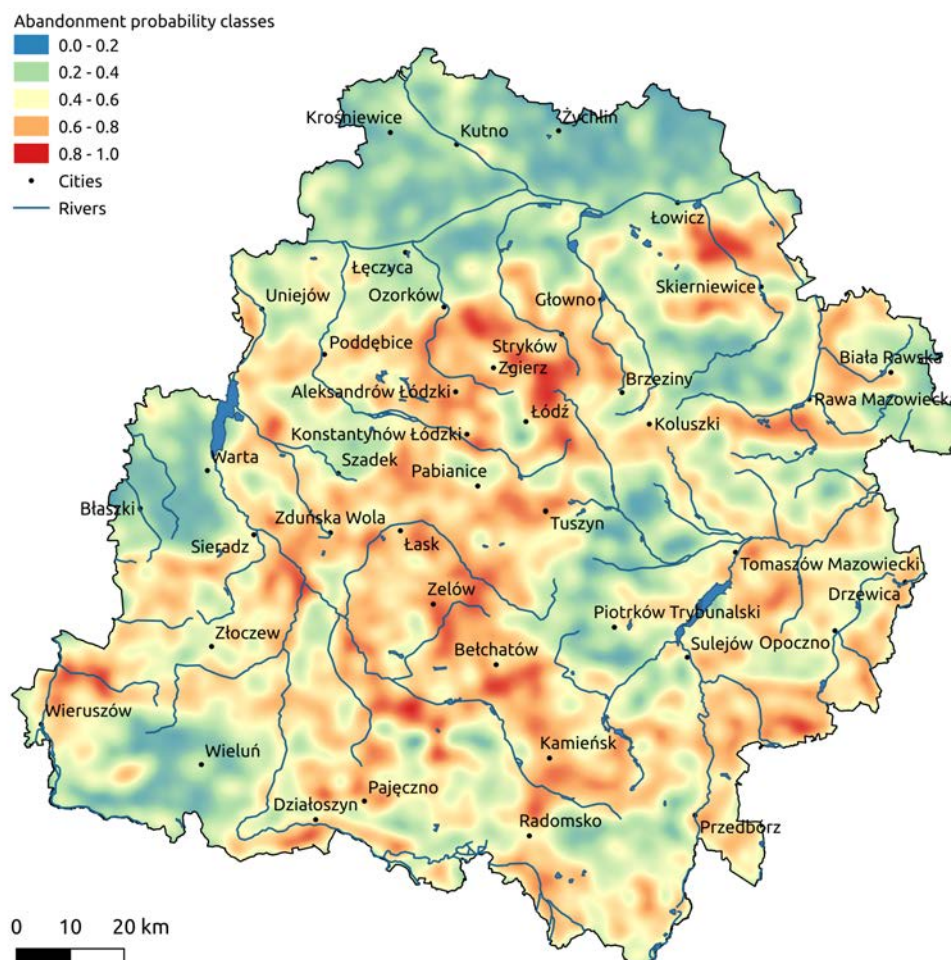 Abandonment probability classes
0.0 - 0.2
0.2 - 0.4
0.4 - 0.6
0.6 - 0.8
0.8 - 1.0
Cities
Rivers
Krośniewice
Kutno
Żychlin
Łowicz
Łęczyca
Uniejów
Ozorków
Głowno
Skierniewice
Poddębice
Stryków
Zgierz
Biała Rawska
Aleksandrów Łódzki
Brzeziny
Rawa Mazowiecka
Łódź
Koluszki
Konstantynów Łódzki
Warta
Szadek
Pabianice
Błaszki
Zduńska Wola
Tuszyn
Sieradz
Łask
Tomaszów Mazowiecki
Drzewica
Zelów
Piotrków Trybunalski
Złoczew
Sulejów
Opoczno
Bełchatów
Wieruszów
Wieluń
Kamieńsk
Pajęczno
Działoszyn
Radomsko
Przedbórz
0 10 20 km